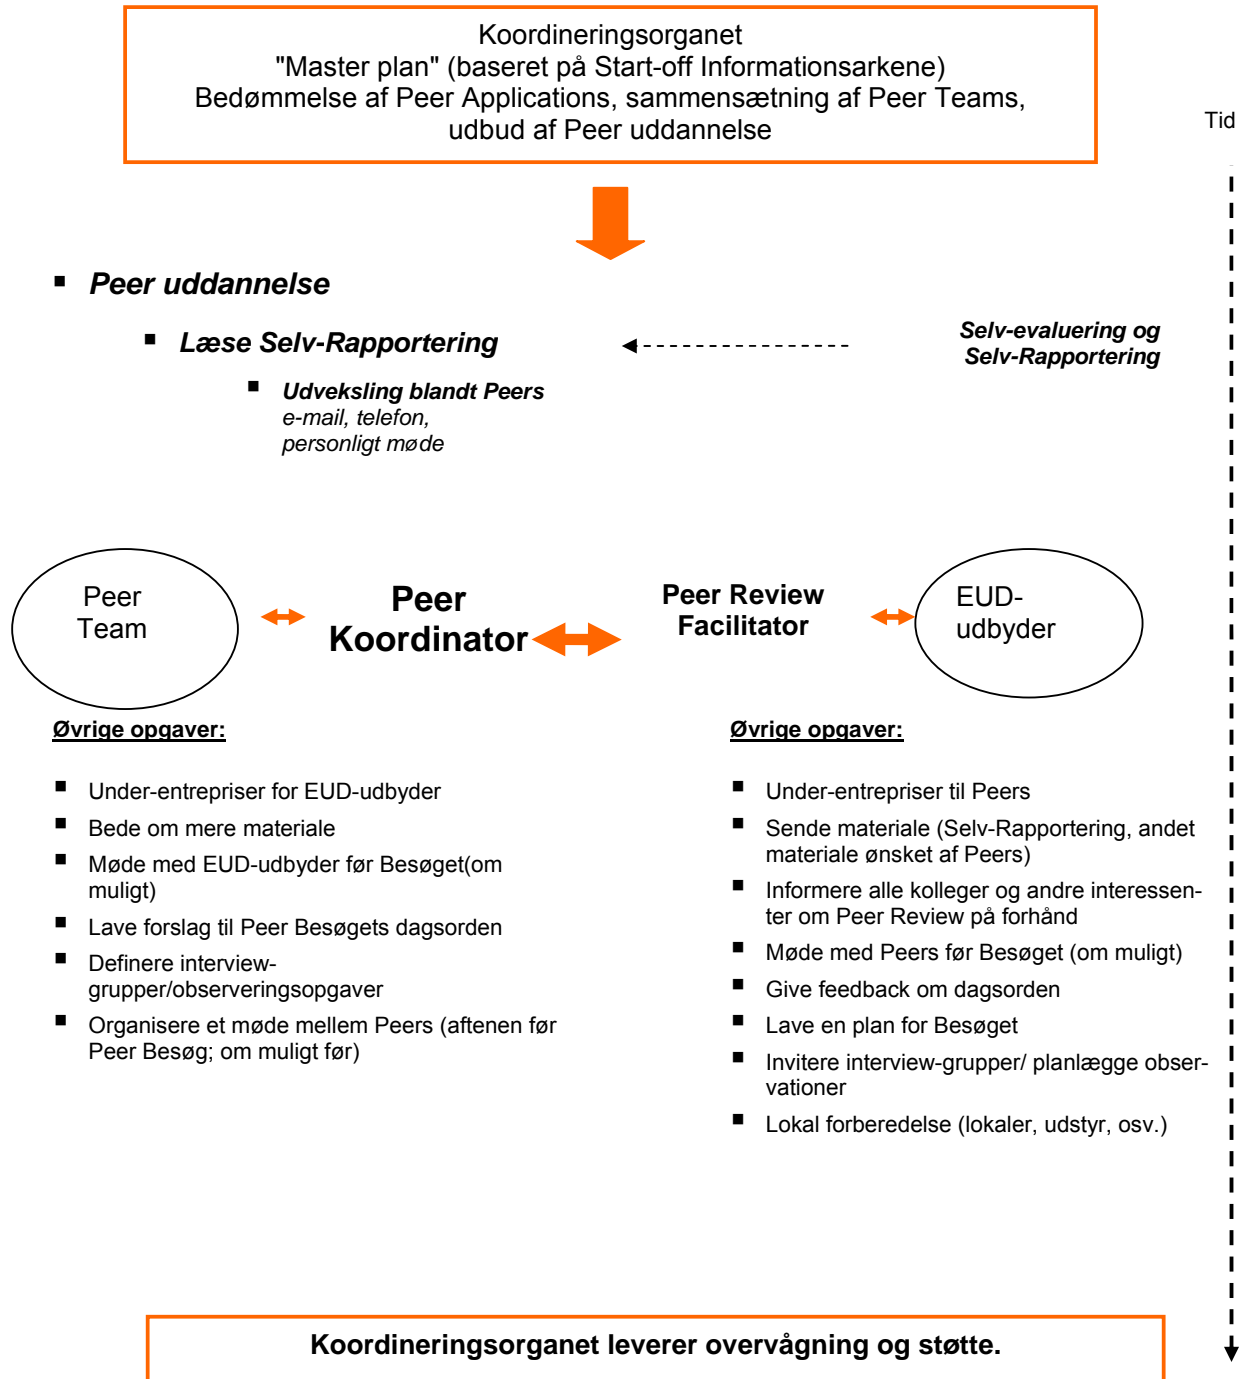 Koordineringsorganet
"Master plan" (baseret på Start-off Informationsarkene)
Bedømmelse af Peer Applications, sammensætning af Peer Teams,
udbud af Peer uddannelse
Tid
▪ Peer uddannelse
▪ Læse Selv-Rapportering
Selv-evaluering og
Selv-Rapportering
▪ Udveksling blandt Peers
e-mail, telefon,
personligt møde
Peer
Team
Peer
Koordinator
Peer Review
Facilitator
EUD-
udbyder
Øvrige opgaver:
▪ Under-entrepriser for EUD-udbyder
▪ Bede om mere materiale
▪ Møde med EUD-udbyder før Besøget(om
muligt)
▪ Lave forslag til Peer Besøgets dagsorden
▪ Definere interview-
grupper/observeringsopgaver
▪ Organisere et møde mellem Peers (aftenen før
Peer Besøg; om muligt før)
Øvrige opgaver:
▪ Under-entrepriser til Peers
▪ Sende materiale (Selv-Rapportering, andet
materiale ønsket af Peers)
▪ Informere alle kolleger og andre interessen-
ter om Peer Review på forhånd
▪ Møde med Peers før Besøget (om muligt)
▪ Give feedback om dagsorden
▪ Lave en plan for Besøget
▪ Invitere interview-grupper/ planlægge obser-
vationer
▪ Lokal forberedelse (lokaler, udstyr, osv.)
Koordineringsorganet leverer overvågning og støtte.